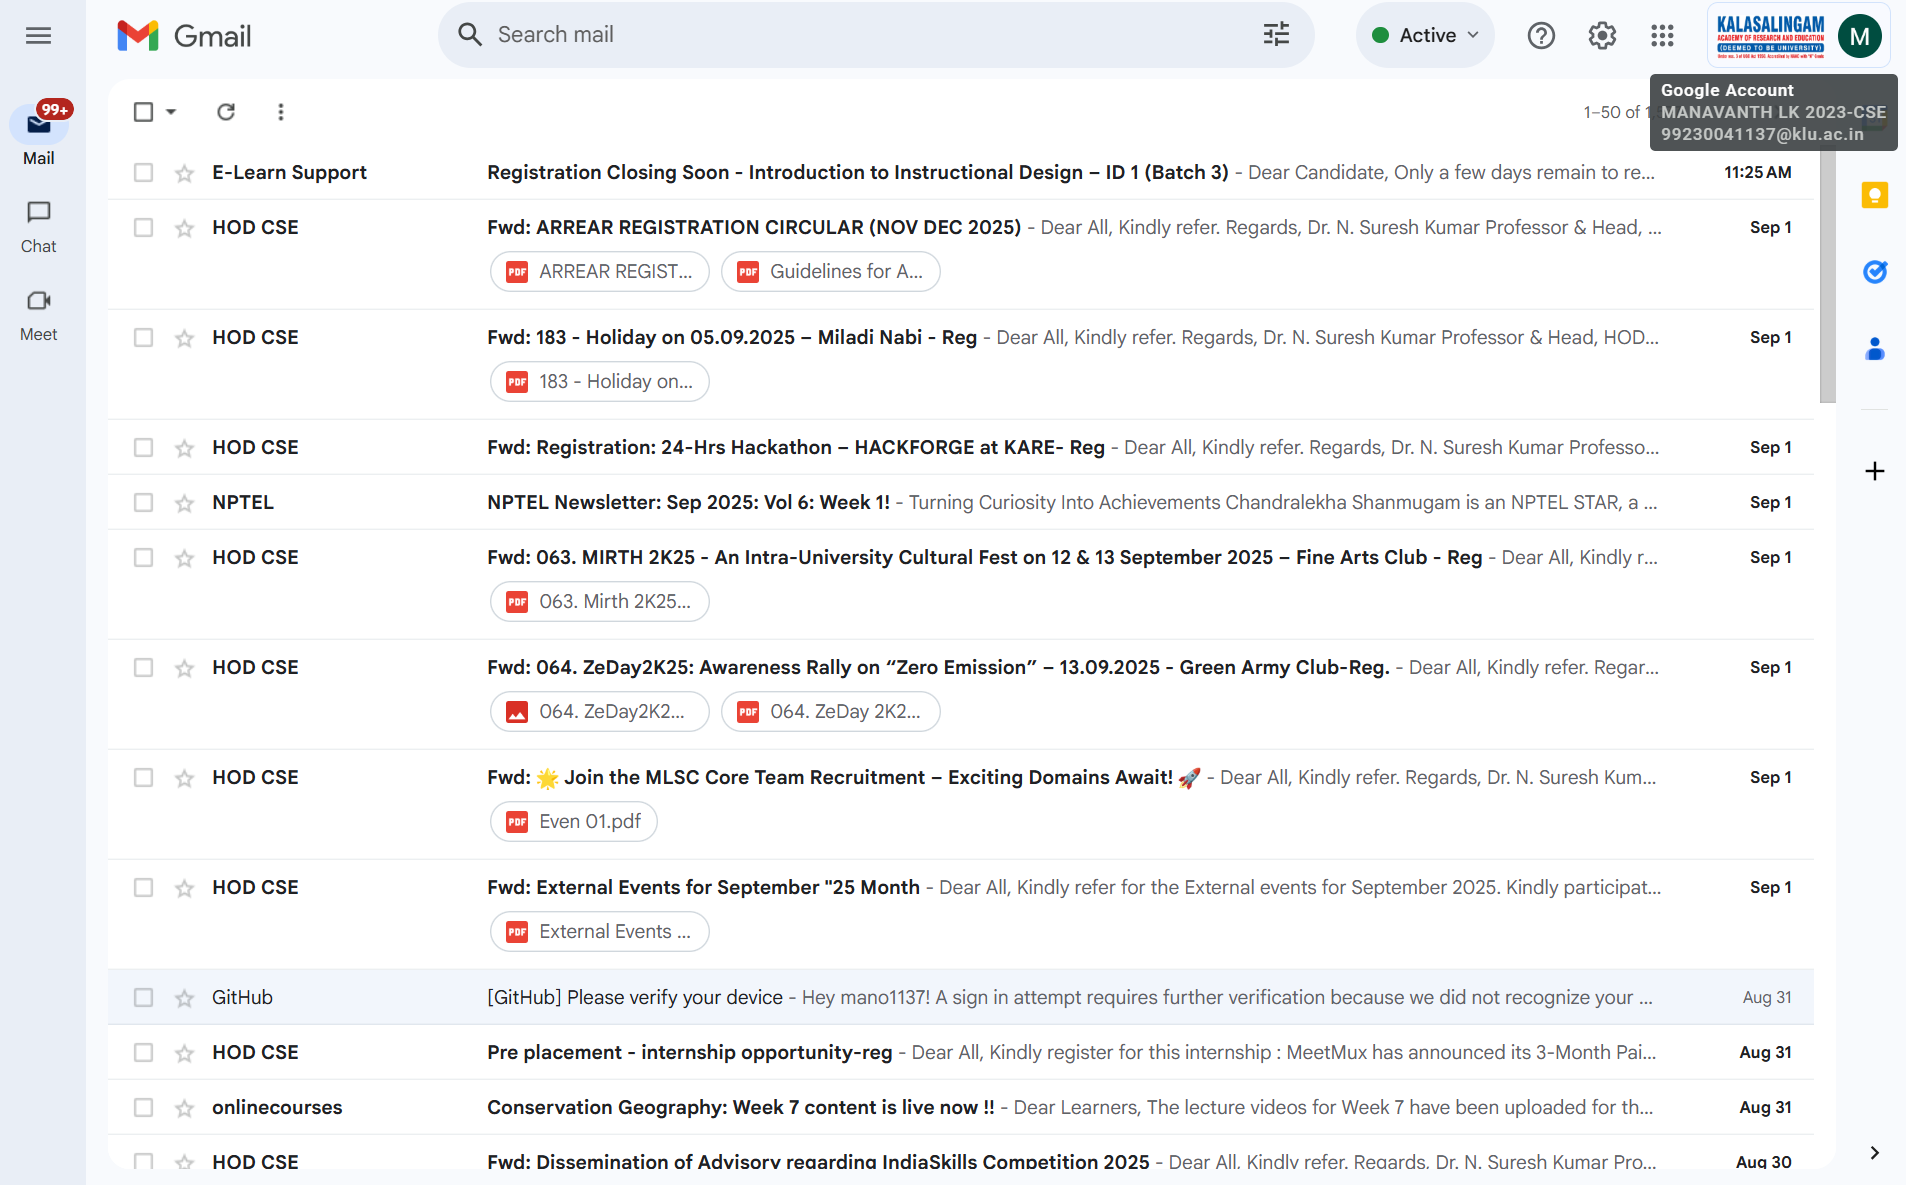 Gmail
Search mail
Active
KALASALINGAM
ACADEMY OF RESEARCH AND EDUCATION
(DEEMED TO BE UNIVERSITY)
M
Google Account
MANAVANTH LK 2023-CSE
99230041137@klu.ac.in
99+
Mail
Chat
Meet
1–50 of
E-Learn Support Registration Closing Soon - Introduction to Instructional Design – ID 1 (Batch 3) - Dear Candidate, Only a few days remain to re... 11:25 AM
HOD CSE Fwd: ARREAR REGISTRATION CIRCULAR (NOV DEC 2025) - Dear All, Kindly refer. Regards, Dr. N. Suresh Kumar Professor & Head, ... Sep 1
PDF ARREAR REGIST... PDF Guidelines for A...
HOD CSE Fwd: 183 - Holiday on 05.09.2025 – Miladi Nabi - Reg - Dear All, Kindly refer. Regards, Dr. N. Suresh Kumar Professor & Head, HOD... Sep 1
PDF 183 - Holiday on...
HOD CSE Fwd: Registration: 24-Hrs Hackathon – HACKFORGE at KARE- Reg - Dear All, Kindly refer. Regards, Dr. N. Suresh Kumar Professo... Sep 1
NPTEL NPTEL Newsletter: Sep 2025: Vol 6: Week 1! - Turning Curiosity Into Achievements Chandralekha Shanmugam is an NPTEL STAR, a ... Sep 1
HOD CSE Fwd: 063. MIRTH 2K25 - An Intra-University Cultural Fest on 12 & 13 September 2025 – Fine Arts Club - Reg - Dear All, Kindly r... Sep 1
PDF 063. Mirth 2K25...
HOD CSE Fwd: 064. ZeDay2K25: Awareness Rally on “Zero Emission” – 13.09.2025 - Green Army Club-Reg. - Dear All, Kindly refer. Regar... Sep 1
064. ZeDay2K2... PDF 064. ZeDay 2K2...
HOD CSE Fwd: 🌟 Join the MLSC Core Team Recruitment – Exciting Domains Await! 🚀 - Dear All, Kindly refer. Regards, Dr. N. Suresh Kum... Sep 1
PDF Even 01.pdf
HOD CSE Fwd: External Events for September "25 Month - Dear All, Kindly refer for the External events for September 2025. Kindly participat... Sep 1
PDF External Events ...
GitHub [GitHub] Please verify your device - Hey mano1137! A sign in attempt requires further verification because we did not recognize your ... Aug 31
HOD CSE Pre placement - internship opportunity-reg - Dear All, Kindly register for this internship : MeetMux has announced its 3-Month Pai... Aug 31
onlinecourses Conservation Geography: Week 7 content is live now !! - Dear Learners, The lecture videos for Week 7 have been uploaded for th... Aug 31
HOD CSE Fwd: Dissemination of Advisory regarding IndiaSkills Competition 2025 - Dear All, Kindly refer. Regards, Dr. N. Suresh Kumar Pro... Aug 30